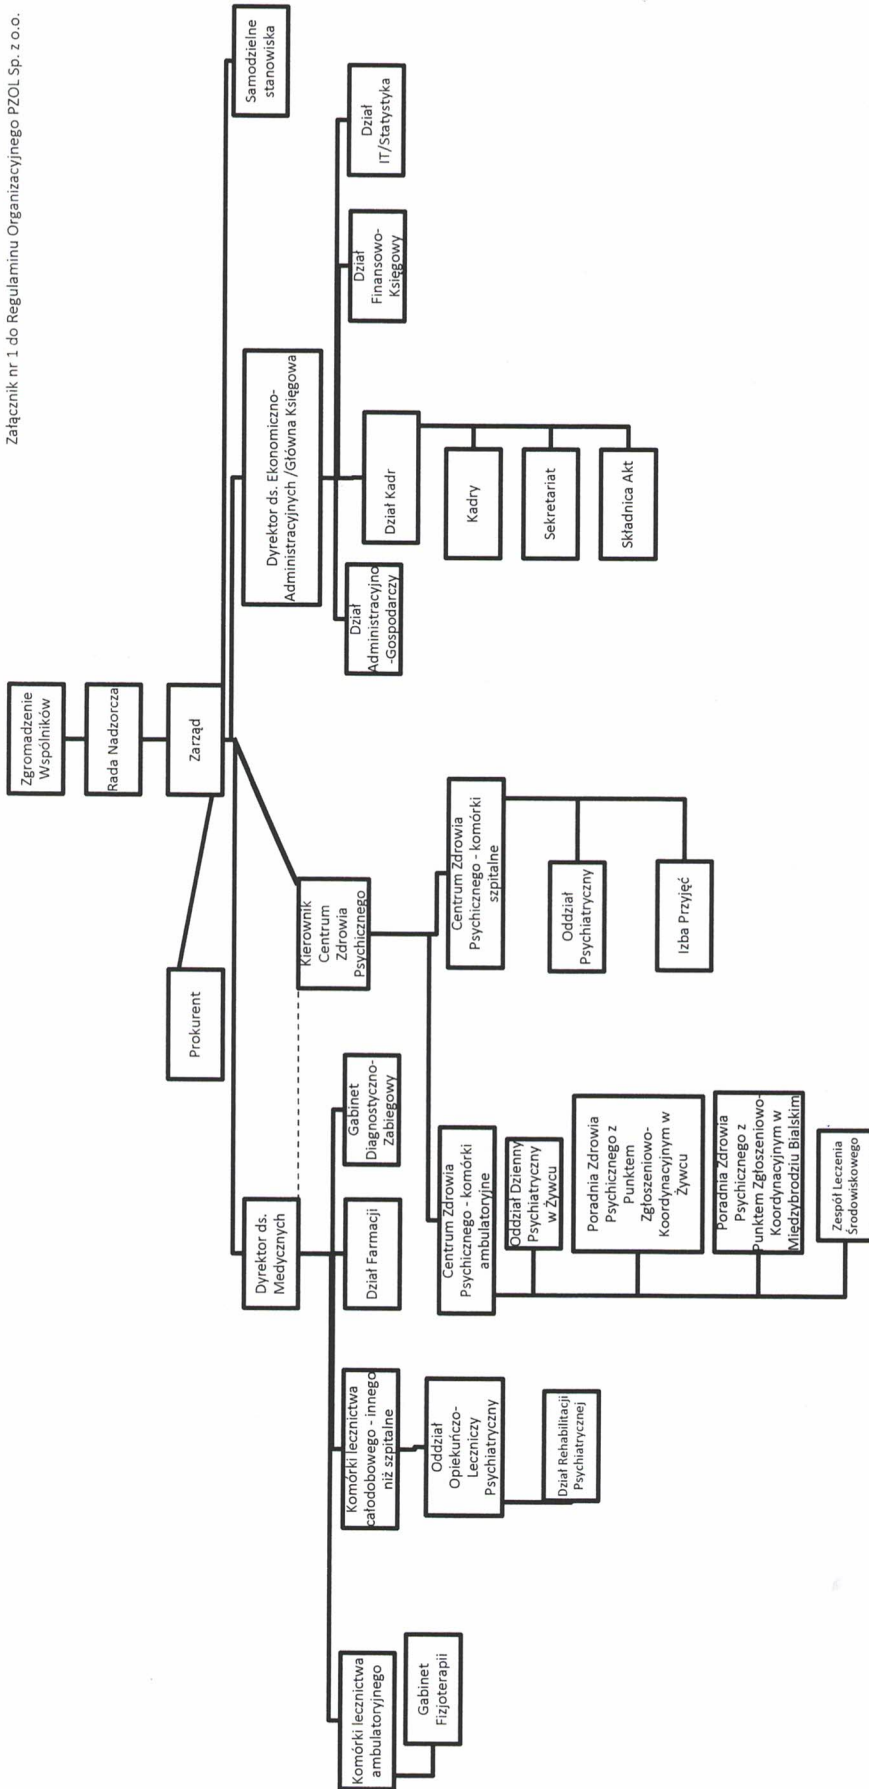 Załącznik nr 1 do Regulaminu Organizacyjnego PZOL Sp. z o.o.
Zgromadzenie
Wspólników
Rada Nadzorcza
Zarząd
Prokurent
Samodzielne
stanowiska
Dyrektor ds.
Medycznych
Kierownik
Centrum
Zdrowia
Psychicznego
Dyrektor ds. Ekonomiczno-
Administracyjnych /Główna Księgowa
Komórki lecznictwa
ambulatoryjnego
Gabinet
Fizjoterapii
Komórki lecznictwa
całodobowego - innego
niż szpitalne
Oddział
Opiekuńczo-
Leczniczy
Psychiatryczny
Dział Rehabilitacji
Psychiatrycznej
Dział Farmacji
Gabinet
Diagnostyczno-
Zabiegowy
Centrum Zdrowia
Psychicznego - komórki
ambulatoryjne
Oddział Dzienny
Psychiatryczny
w Żywcu
Poradnia Zdrowia
Psychicznego z
Punktem
Zgłoszeniowo-
Koordynacyjnym w
Żywcu
Poradnia Zdrowia
Psychicznego z
Punktem Zgłoszeniowo-
Koordynacyjnym w
Międzybrodziu Bialskim
Zespół Leczenia
Środowiskowego
Centrum Zdrowia
Psychicznego - komórki
szpitalne
Oddział
Psychiatryczny
Izba Przyjęć
Dział
Administracyjno
-Gospodarczy
Dział Kadr
Kadry
Sekretariat
Składnica Akt
Dział
Finansowo-
Księgowy
Dział
IT/Statystyka